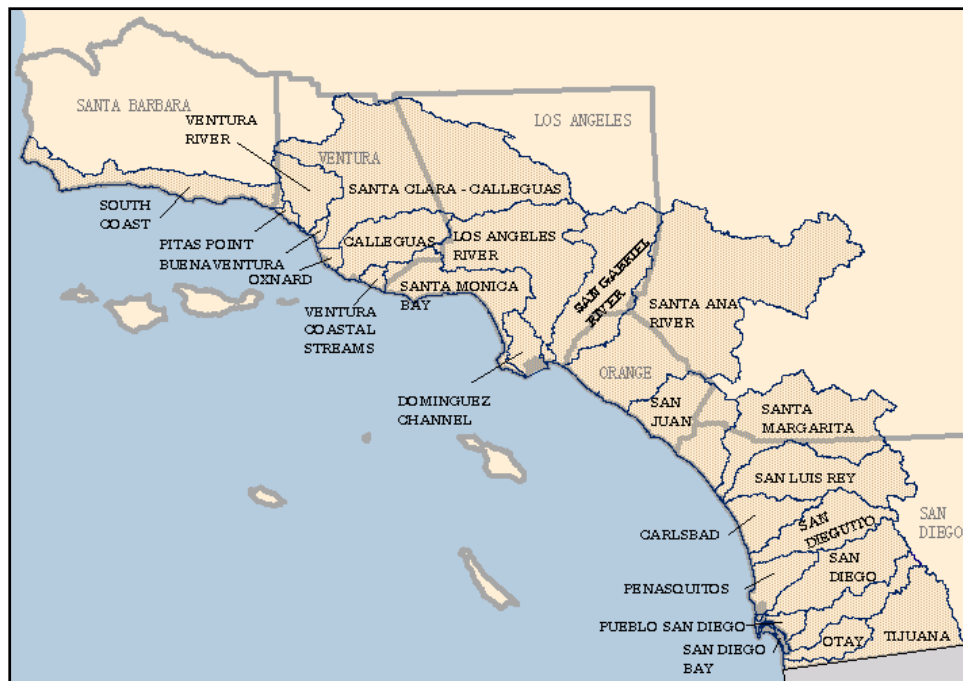 SANTA BARBARA
VENTURA
RIVER
LOS ANGELES
VENTURA
SANTA CLARA - CALLEGUAS
SOUTH
COAST
PITAS POINT
BUENAVENTURA
OXNARD
CALLEGUAS
LOS ANGELES
RIVER
SANTA MONICA
BAY
VENTURA
COASTAL
STREAMS
SAN GABRIEL
RIVER
SANTA ANA
RIVER
ORANGE
DOMINGUEZ
CHANNEL
SAN
JUAN
SANTA
MARGARITA
SAN LUIS REY
CARLSBAD
SAN
DIEGUITO
SAN
DIEGO
SAN
DIEGO
PENASQUITOS
PUEBLO SAN DIEGO
SAN DIEGO
BAY
OTAY
TIJUANA